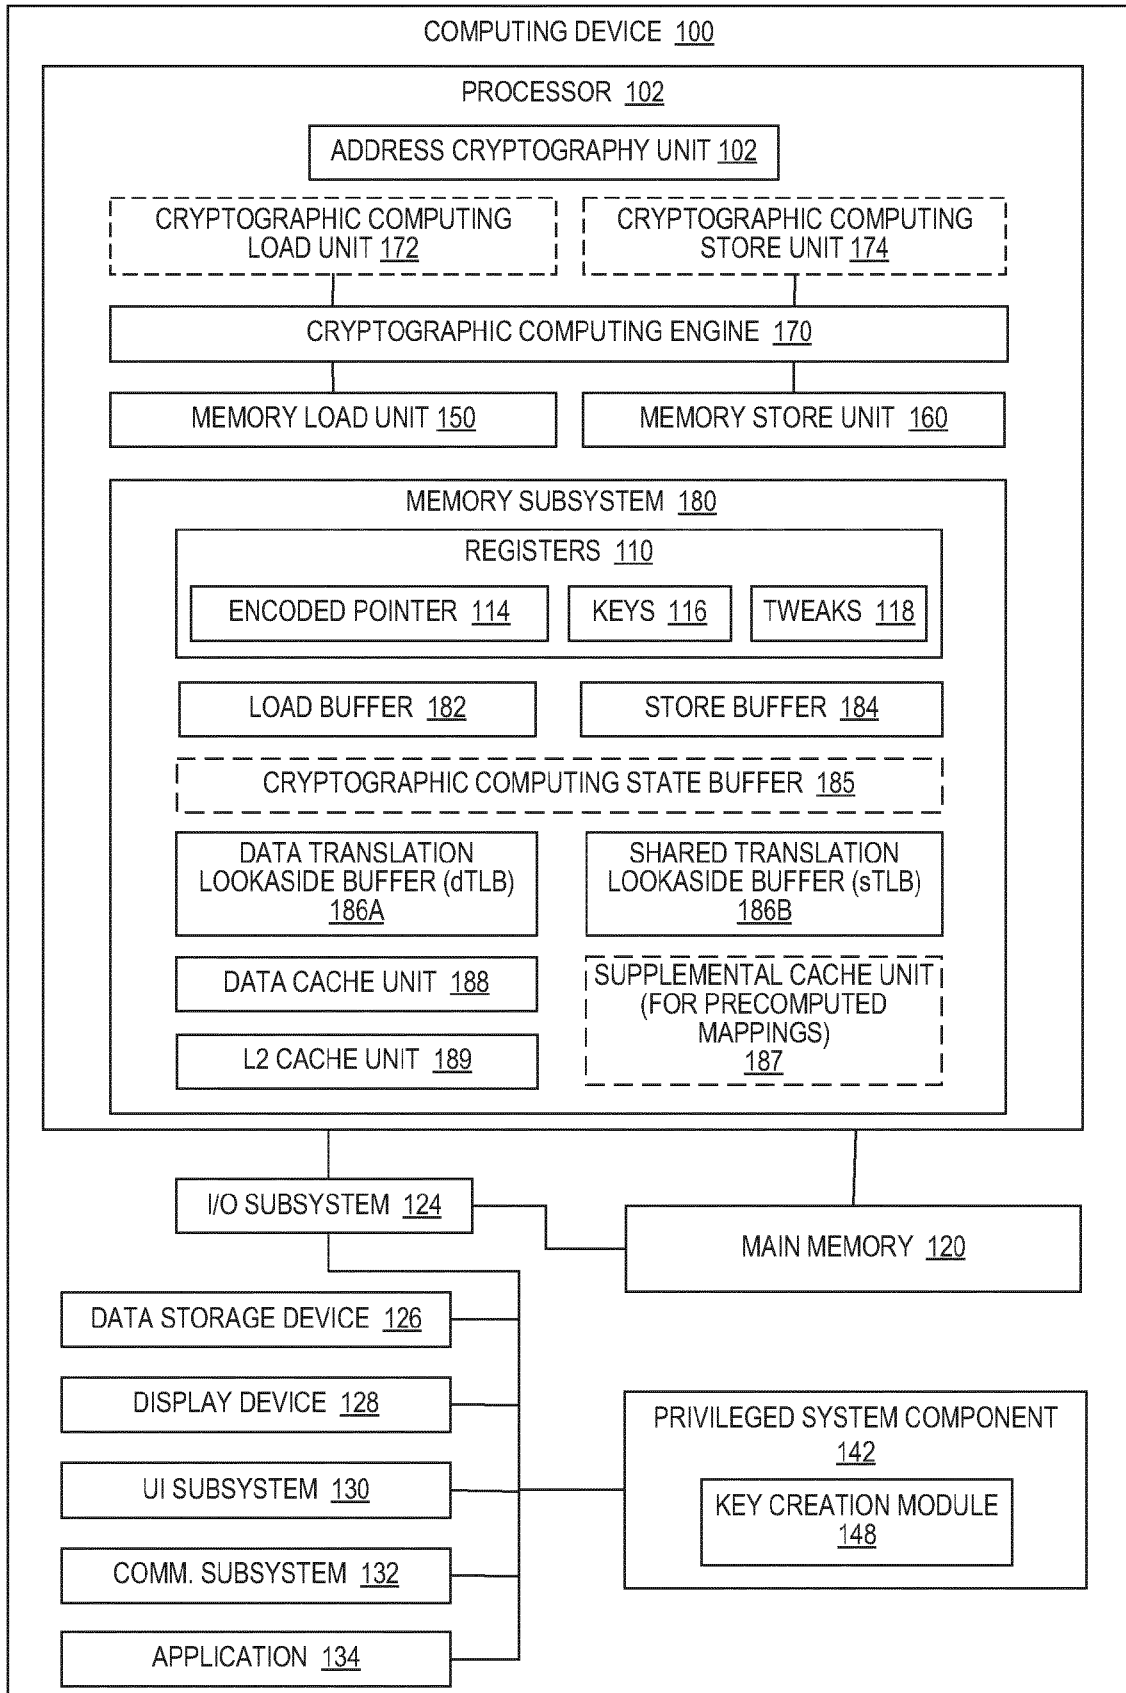 COMPUTING DEVICE 100
PROCESSOR 102
ADDRESS CRYPTOGRAPHY UNIT 102
CRYPTOGRAPHIC COMPUTING
LOAD UNIT 172
CRYPTOGRAPHIC COMPUTING
STORE UNIT 174
CRYPTOGRAPHIC COMPUTING ENGINE 170
MEMORY LOAD UNIT 150
MEMORY STORE UNIT 160
MEMORY SUBSYSTEM 180
REGISTERS 110
ENCODED POINTER 114
KEYS 116
TWEAKS 118
LOAD BUFFER 182
STORE BUFFER 184
CRYPTOGRAPHIC COMPUTING STATE BUFFER 185
DATA TRANSLATION
LOOKASIDE BUFFER (dTLB)
186A
SHARED TRANSLATION
LOOKASIDE BUFFER (sTLB)
186B
DATA CACHE UNIT 188
L2 CACHE UNIT 189
SUPPLEMENTAL CACHE UNIT
(FOR PRECOMPUTED
MAPPINGS)
187
I/O SUBSYSTEM 124
MAIN MEMORY 120
DATA STORAGE DEVICE 126
DISPLAY DEVICE 128
UI SUBSYSTEM 130
COMM. SUBSYSTEM 132
APPLICATION 134
PRIVILEGED SYSTEM COMPONENT
142
KEY CREATION MODULE
148